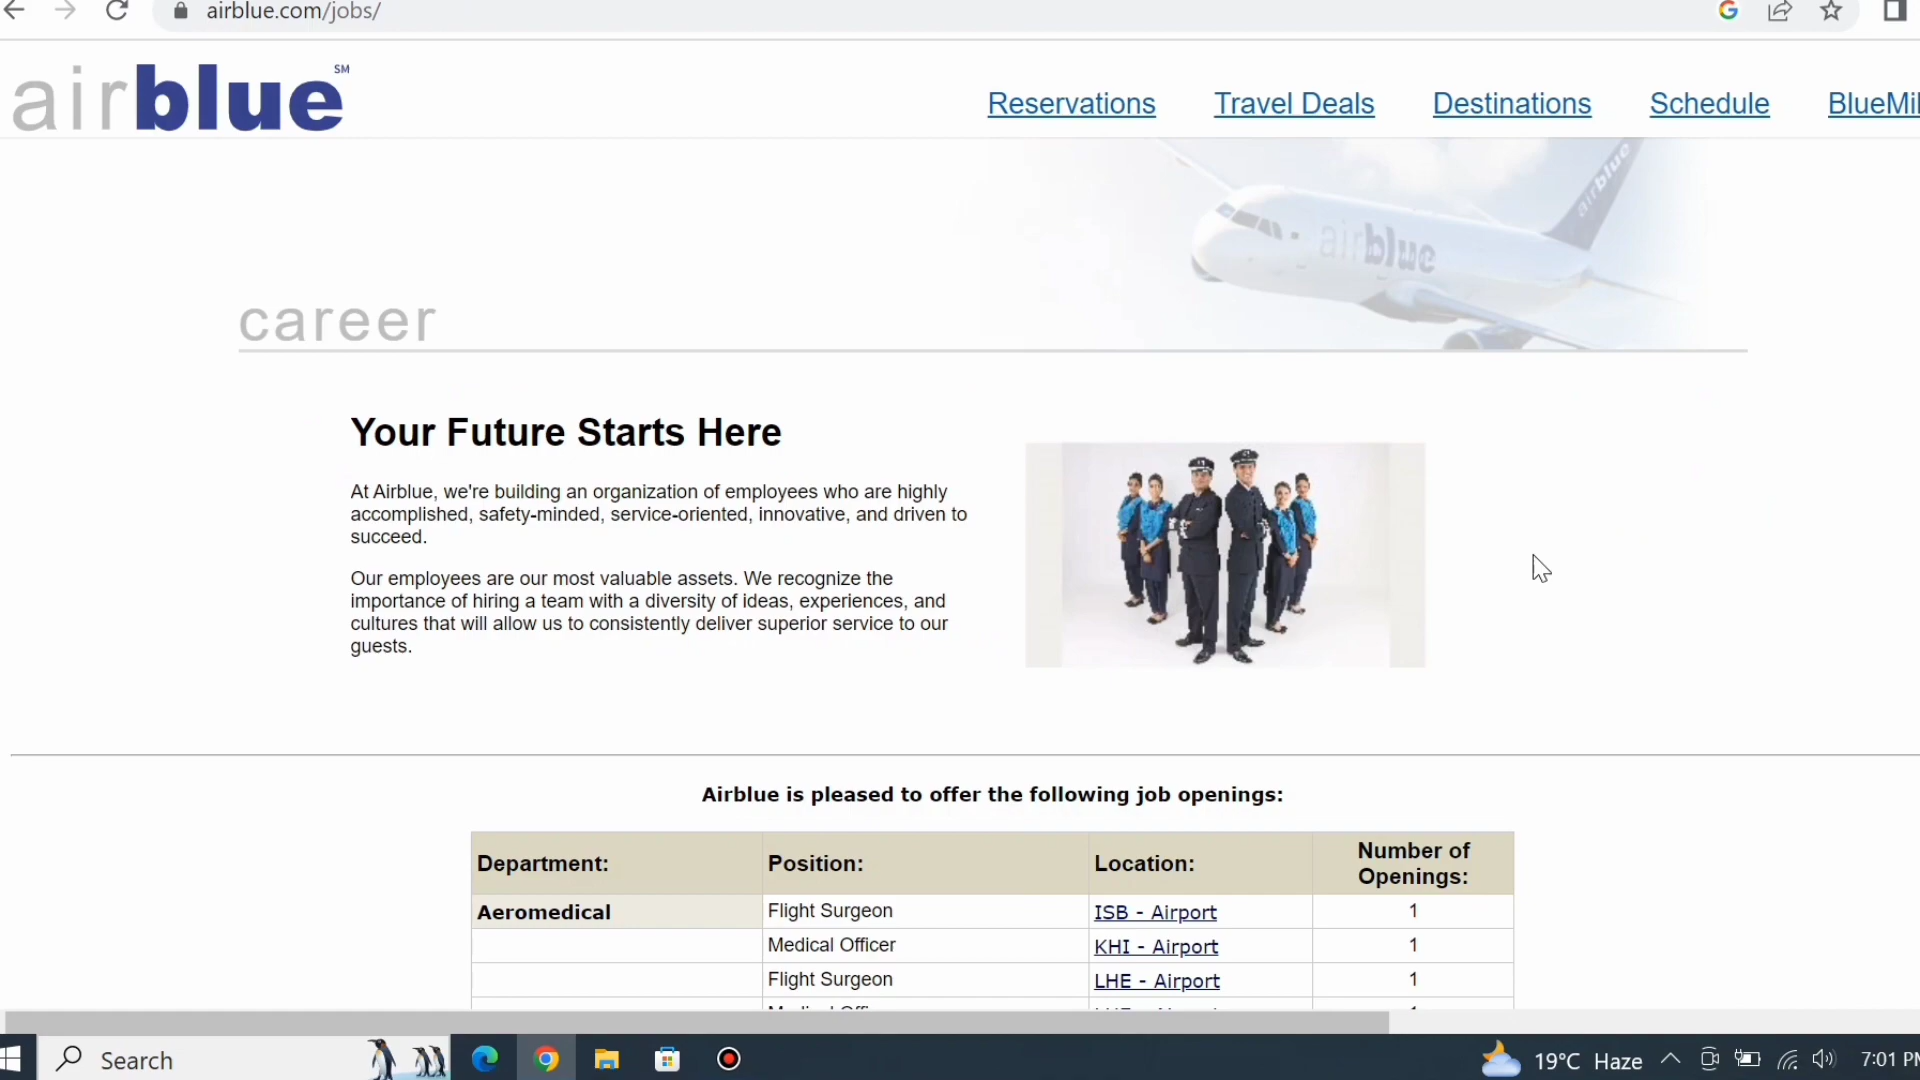 airblue.com/jobs/
airblue SM
Reservations Travel Deals Destinations Schedule BlueMil
airblue
airblue
career
Your Future Starts Here
At Airblue, we're building an organization of employees who are highly
accomplished, safety-minded, service-oriented, innovative, and driven to
succeed.
Our employees are our most valuable assets. We recognize the
importance of hiring a team with a diversity of ideas, experiences, and
cultures that will allow us to consistently deliver superior service to our
guests.
Airblue is pleased to offer the following job openings:
Department: Position: Location: Number of
Openings:
Aeromedical Flight Surgeon ISB - Airport 1
Medical Officer KHI - Airport 1
Flight Surgeon LHE - Airport 1
Search 19°C Haze 7:01 PM